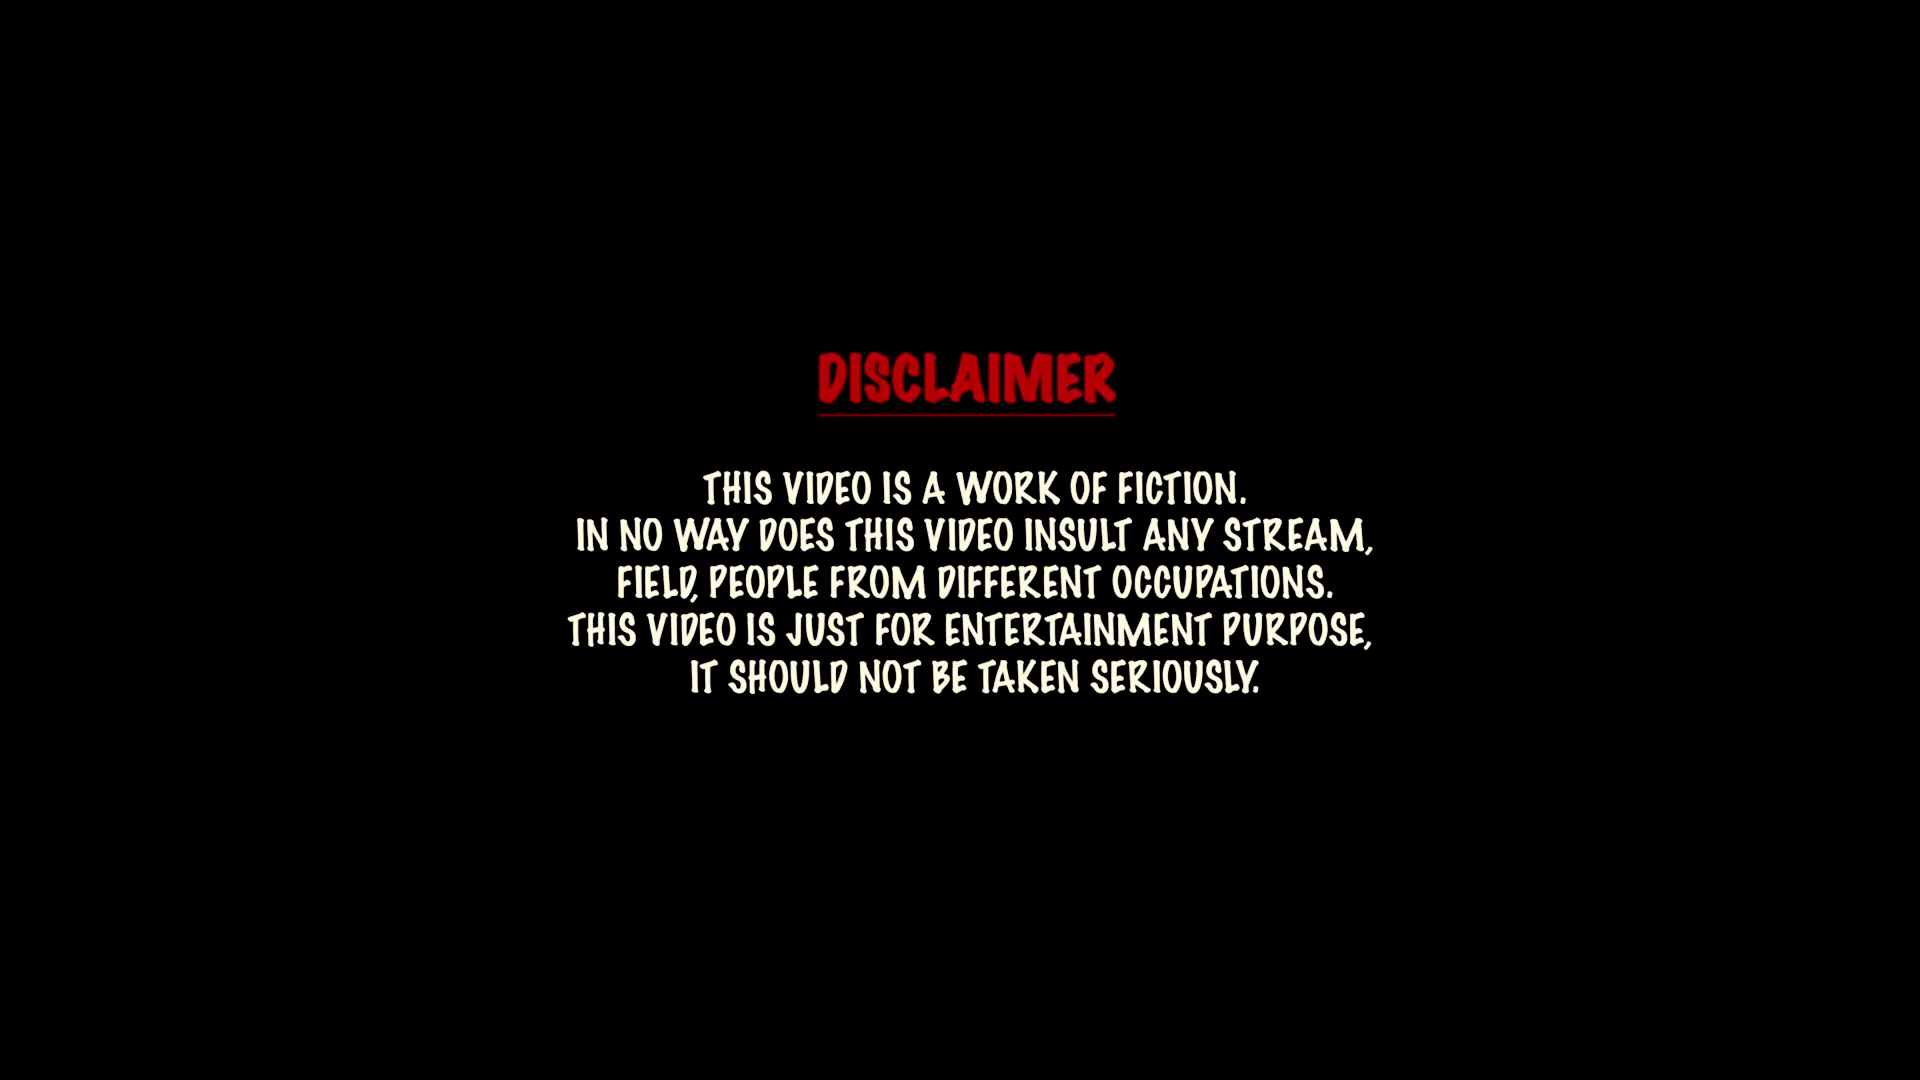 DISCLAIMER
THIS VIDEO IS A WORK OF FICTION.
IN NO WAY DOES THIS VIDEO INSULT ANY STREAM,
FIELD, PEOPLE FROM DIFFERENT OCCUPATIONS.
THIS VIDEO IS JUST FOR ENTERTAINMENT PURPOSE,
IT SHOULD NOT BE TAKEN SERIOUSLY.